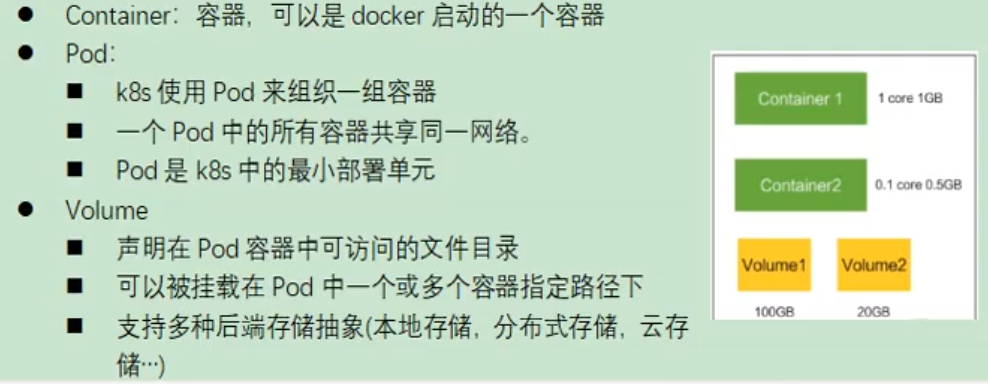 ● Container：容器，可以是 docker 启动的一个容器
● Pod：
■ k8s 使用 Pod 来组织一组容器
■ 一个 Pod 中的所有容器共享同一网络。
■ Pod 是 k8s 中的最小部署单元
● Volume
■ 声明在 Pod 容器中可访问的文件目录
■ 可以被挂载在 Pod 中一个或多个容器指定路径下
■ 支持多种后端存储抽象(本地存储，分布式存储，云存
储…)
Container 1 1 core 1GB
Container2 0.1 core 0.5GB
Volume1 Volume2
100GB 20GB